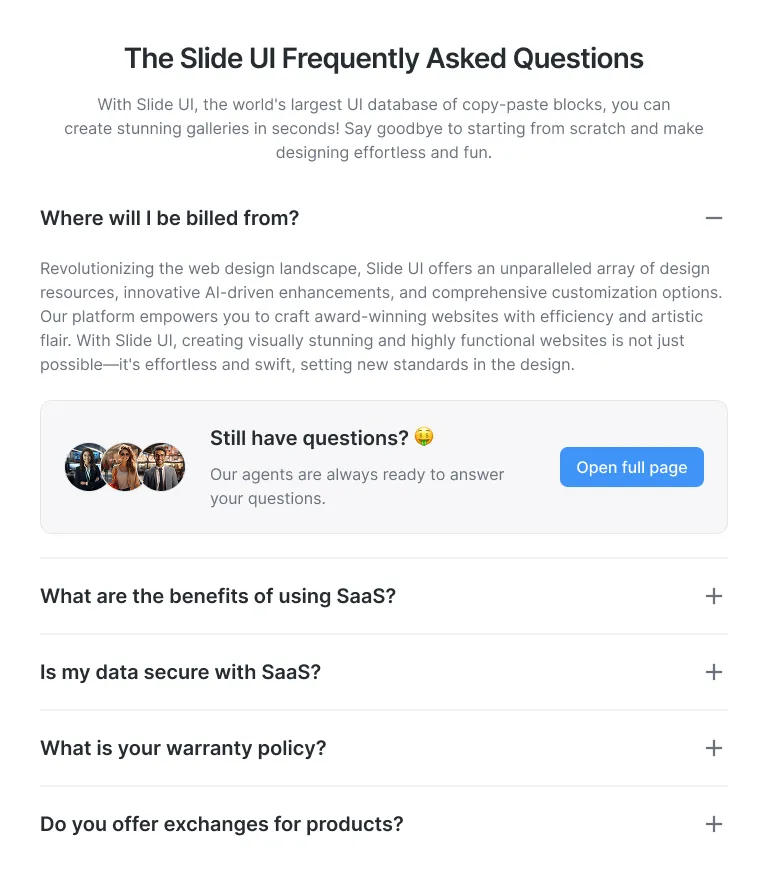 The Slide UI Frequently Asked Questions
With Slide UI, the world's largest UI database of copy-paste blocks, you can
create stunning galleries in seconds! Say goodbye to starting from scratch and make
designing effortless and fun.
Where will I be billed from?
Revolutionizing the web design landscape, Slide UI offers an unparalleled array of design
resources, innovative AI-driven enhancements, and comprehensive customization options.
Our platform empowers you to craft award-winning websites with efficiency and artistic
flair. With Slide UI, creating visually stunning and highly functional websites is not just
possible—it's effortless and swift, setting new standards in the design.
Still have questions? 🤑
Our agents are always ready to answer
your questions.
Open full page
What are the benefits of using SaaS?
Is my data secure with SaaS?
What is your warranty policy?
Do you offer exchanges for products?